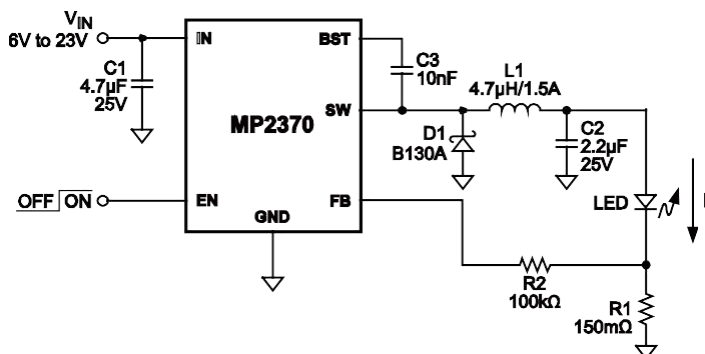 VIN
6V to 23V
C1
4.7µF
25V
IN
BST
SW
MP2370
EN
FB
GND
OFF ON
C3
10nF
L1
4.7µH/1.5A
D1
B130A
C2
2.2µF
25V
LED
R2
100kΩ
R1
150mΩ